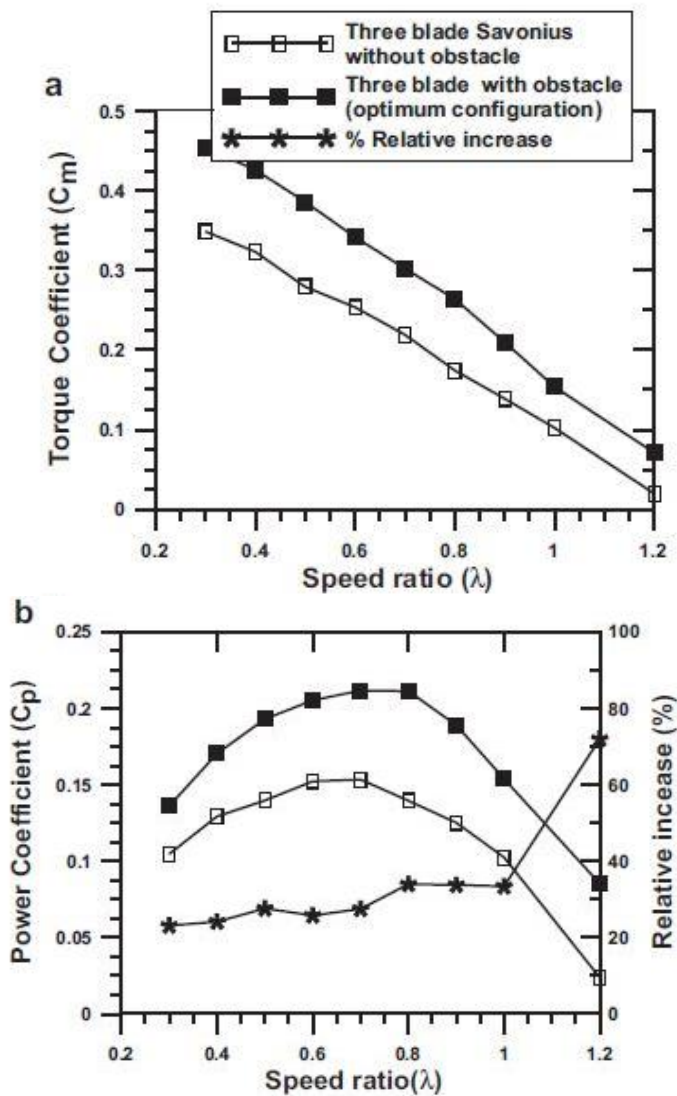 Three blade Savonius
without obstacle
Three blade with obstacle
(optimum configuration)
% Relative increase
a
0.5
0.4
0.3
0.2
0.1
0
Torque Coefficient (Cm)
0.2 0.4 0.6 0.8 1 1.2
Speed ratio (λ)
b
0.25
0.2
0.15
0.1
0.05
0
Power Coefficient (Cp)
100
80
60
40
20
0
Relative increase (%)
0.2 0.4 0.6 0.8 1 1.2
Speed ratio(λ)